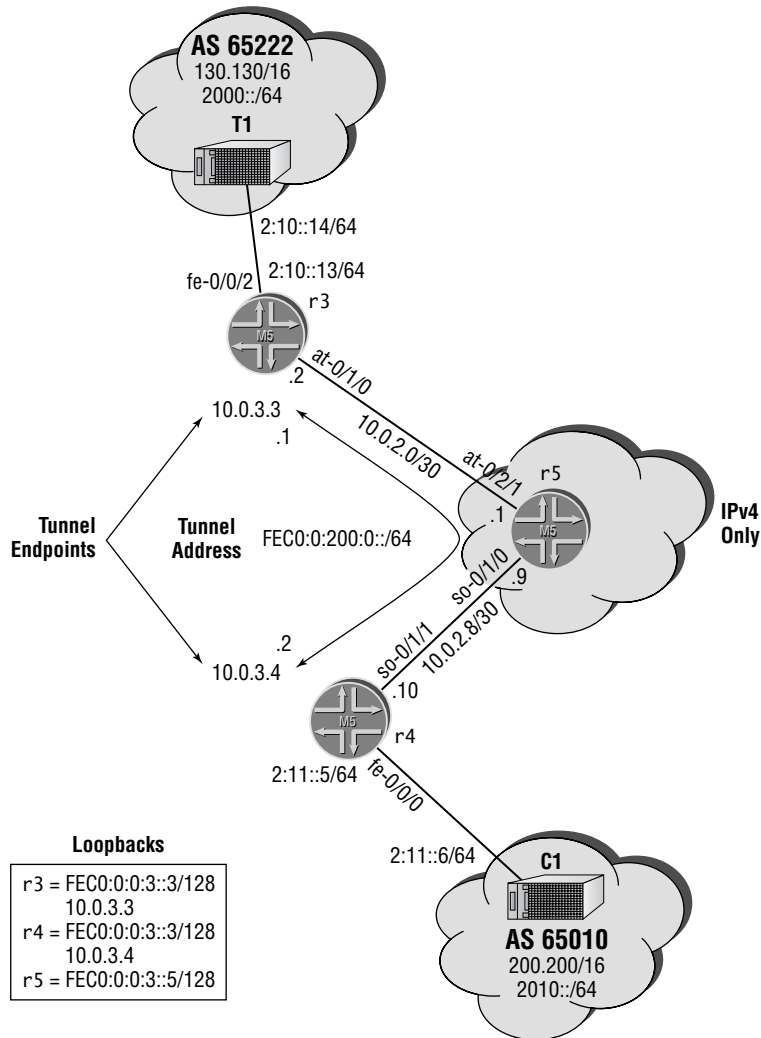 AS 65222
130.130/16
2000::/64
T1
2:10::14/64
2:10::13/64
fe-0/0/2
r3
M5
.2
at-0/1/0
10.0.3.3
.1
10.0.2.0/30
at-0/2/1
r5
.1
M5
IPv4
Only
Tunnel
Endpoints
Tunnel
Address
FEC0:0:200:0::/64
so-0/1/0
.9
.2
10.0.3.4
so-0/1/1
10.0.2.8/30
.10
M5
r4
2:11::5/64
fe-0/0/0
2:11::6/64
C1
AS 65010
200.200/16
2010::/64
Loopbacks
r3 = FEC0:0:0:3::3/128
10.0.3.3
r4 = FEC0:0:0:3::3/128
10.0.3.4
r5 = FEC0:0:0:3::5/128